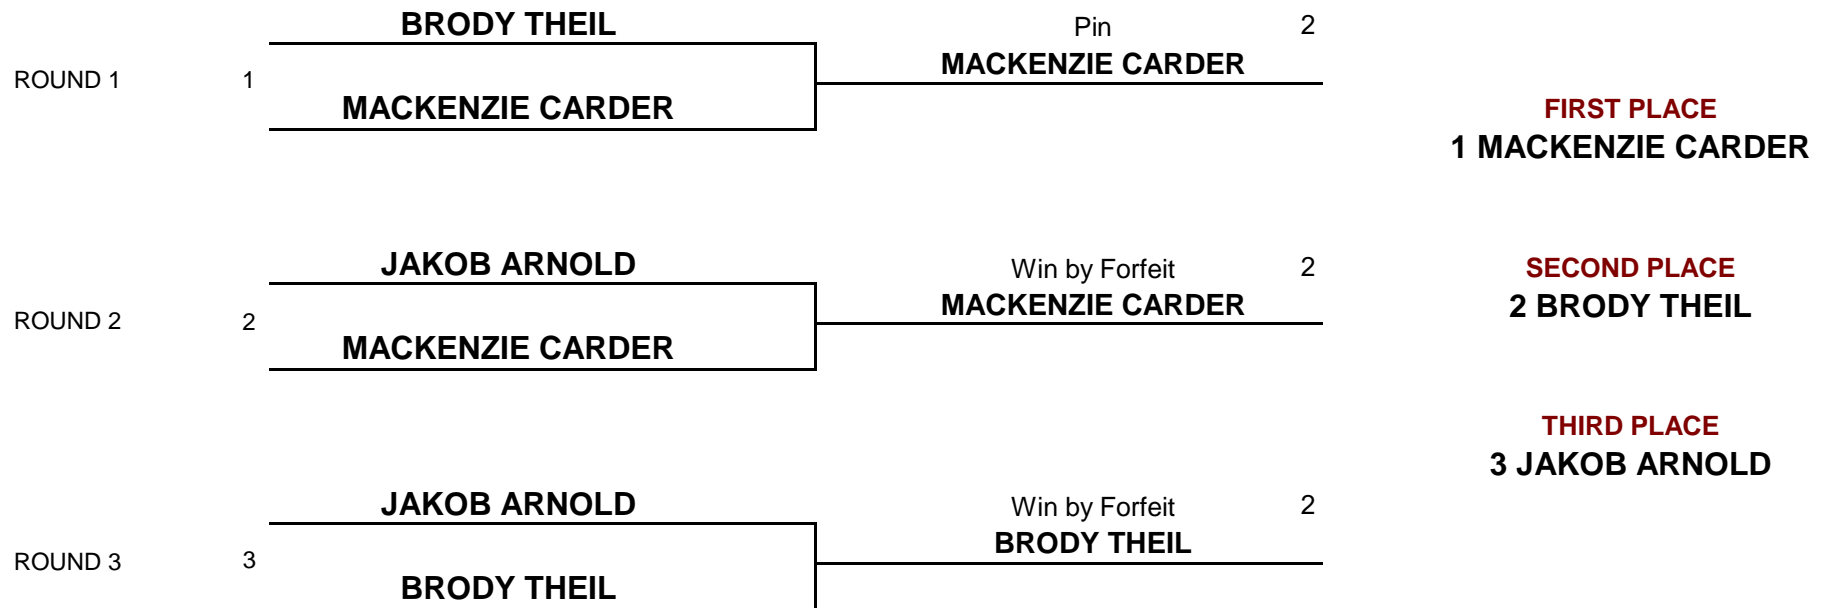 BRODY THEIL
Pin 2
MACKENZIE CARDER
ROUND 1 1
MACKENZIE CARDER
FIRST PLACE
1 MACKENZIE CARDER
JAKOB ARNOLD
Win by Forfeit 2
SECOND PLACE
MACKENZIE CARDER
2 BRODY THEIL
ROUND 2 2
MACKENZIE CARDER
THIRD PLACE
3 JAKOB ARNOLD
JAKOB ARNOLD
Win by Forfeit 2
BRODY THEIL
ROUND 3 3
BRODY THEIL